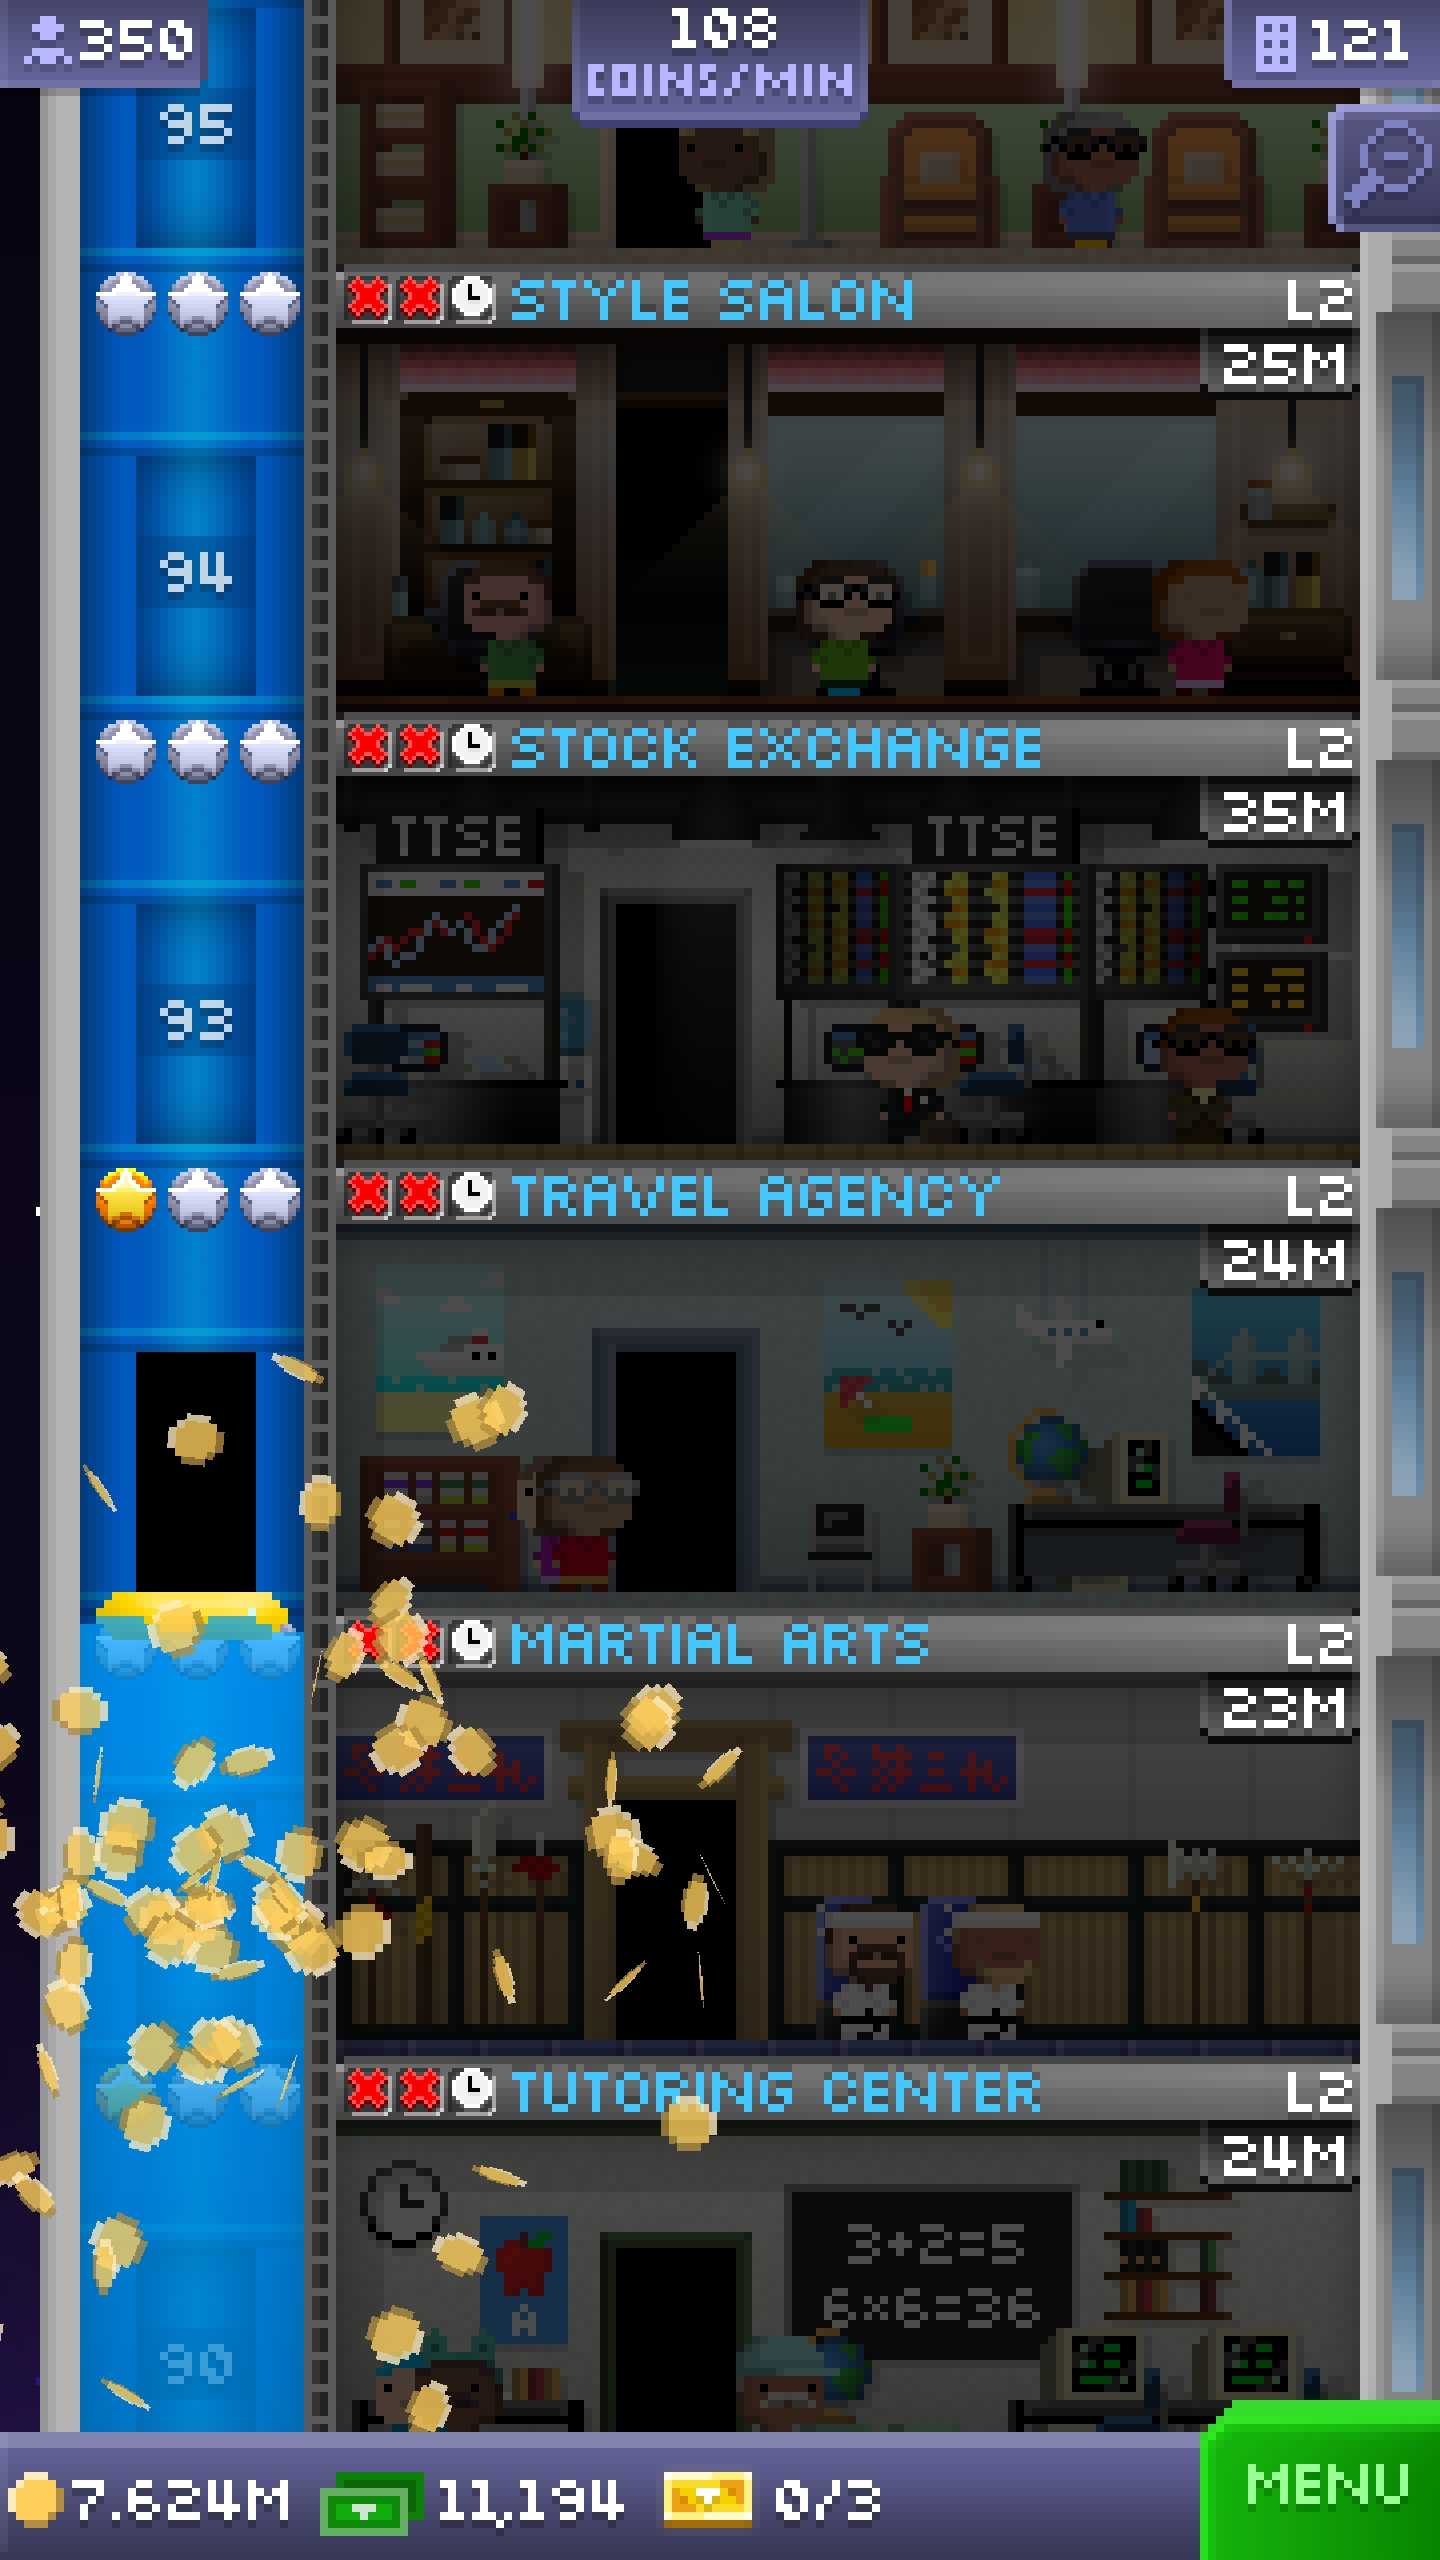 350
108
COINS/MIN
121
95
STYLE SALON L2
25M
94
STOCK EXCHANGE L2
35M
TTSE TTSE
93
TRAVEL AGENCY L2
24M
MARTIAL ARTS L2
23M
TUTORING CENTER L2
24M
3+2=5
A
6×6=36
90
7.624M 11,194 0/3
MENU